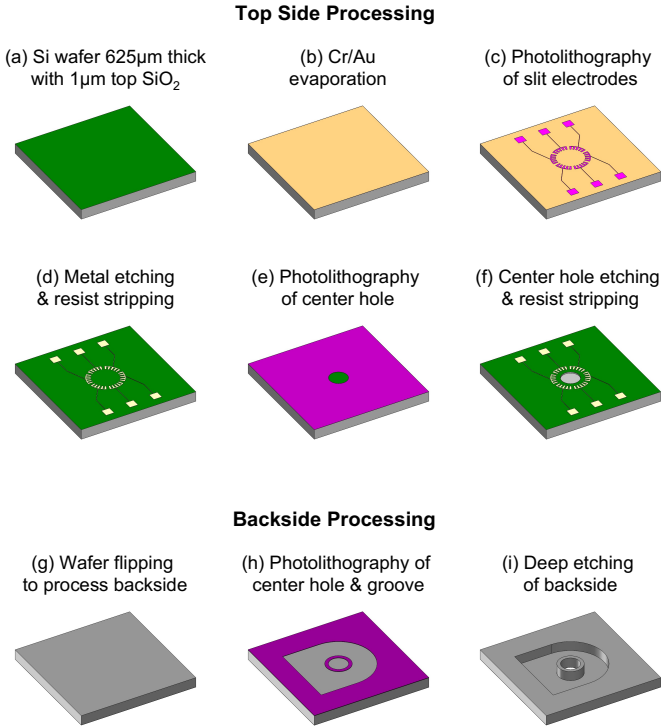 Top Side Processing
(a) Si wafer 625µm thick
with 1µm top SiO₂
(b) Cr/Au
evaporation
(c) Photolithography
of slit electrodes
(d) Metal etching
& resist stripping
(e) Photolithography
of center hole
(f) Center hole etching
& resist stripping
Backside Processing
(g) Wafer flipping
to process backside
(h) Photolithography of
center hole & groove
(i) Deep etching
of backside